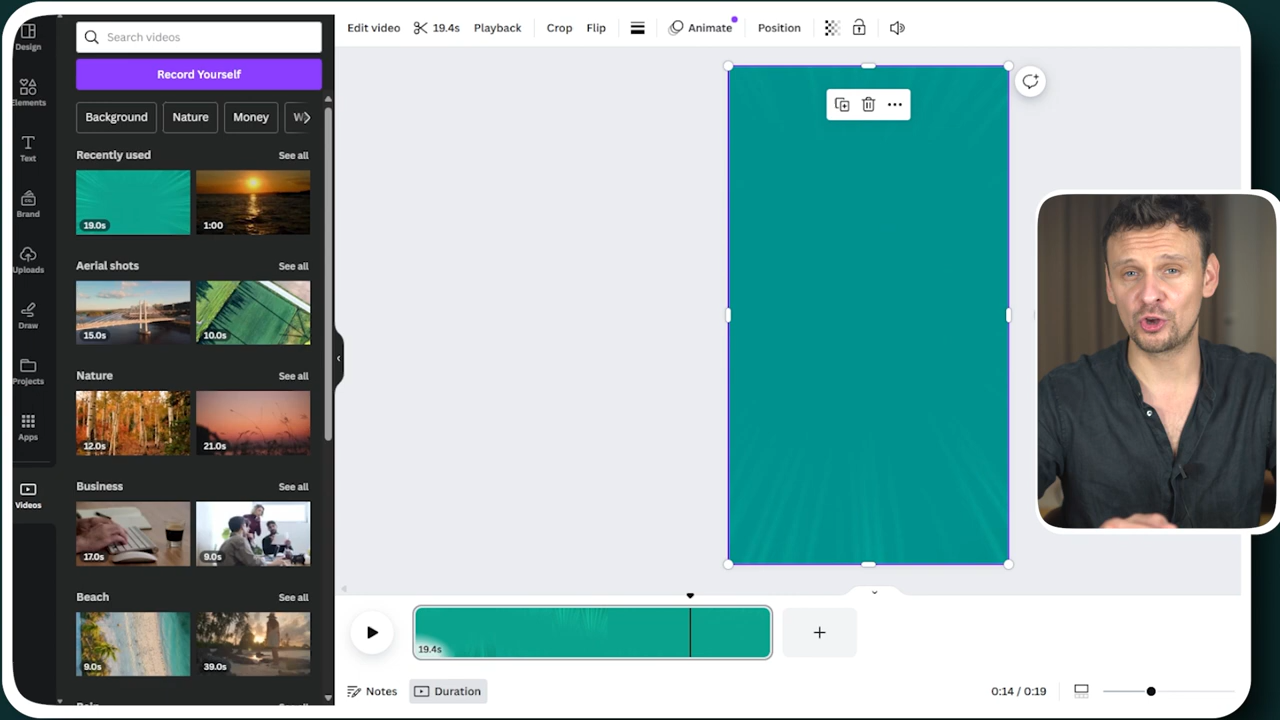 Design
Elements
Text
Brand
Uploads
Draw
Projects
Apps
Videos
Search videos
Record Yourself
Background
Nature
Money
Recently used
See all
19.0s
1:00
Aerial shots
See all
15.0s
10.0s
Nature
See all
12.0s
21.0s
Business
See all
17.0s
9.0s
Beach
See all
9.0s
39.0s
Edit video
19.4s
Playback
Crop
Flip
Animate
Position
19.4s
Notes
Duration
0:14 / 0:19